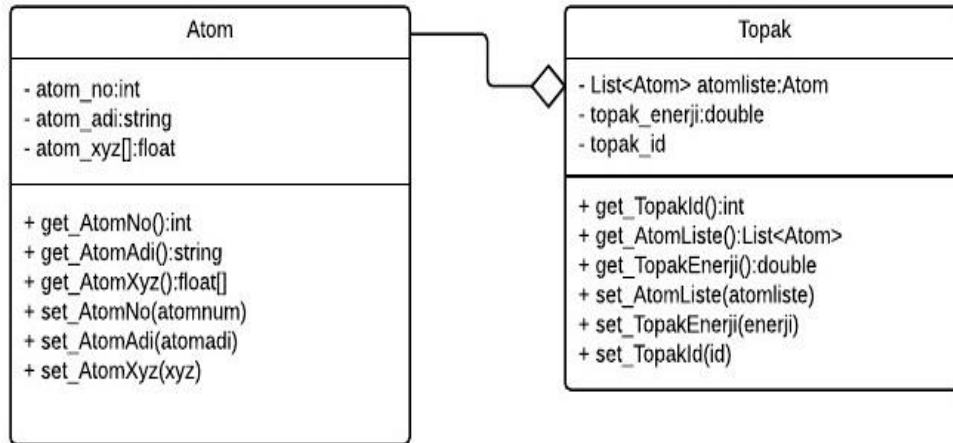 Atom
- atom_no:int
- atom_adi:string
- atom_xyz[]:float
+ get_AtomNo():int
+ get_AtomAdi():string
+ get_AtomXyz():float[]
+ set_AtomNo(atomnum)
+ set_AtomAdi(atomadi)
+ set_AtomXyz(xyz)
Topak
- List<Atom> atomliste:Atom
- topak_enerji:double
- topak_id
+ get_TopakId():int
+ get_AtomListe():List<Atom>
+ get_TopakEnerji():double
+ set_AtomListe(atomliste)
+ set_TopakEnerji(enerji)
+ set_TopakId(id)